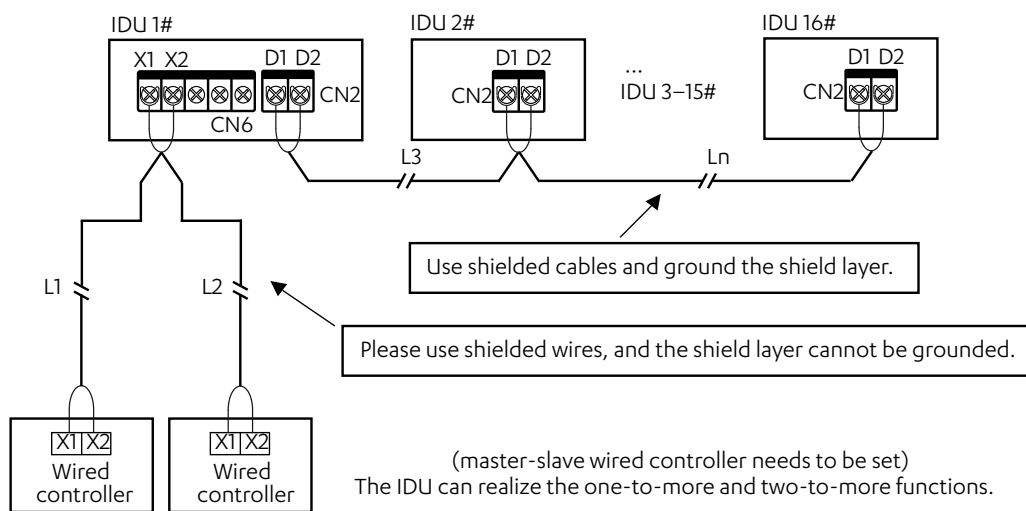 IDU 1#
IDU 2#
IDU 16#
X1 X2
D1 D2
CN2
CN6
D1 D2
CN2
...
IDU 3–15#
D1 D2
CN2
L3
Ln
Use shielded cables and ground the shield layer.
L1
L2
Please use shielded wires, and the shield layer cannot be grounded.
X1 X2
Wired
controller
X1 X2
Wired
controller
(master-slave wired controller needs to be set)
The IDU can realize the one-to-more and two-to-more functions.